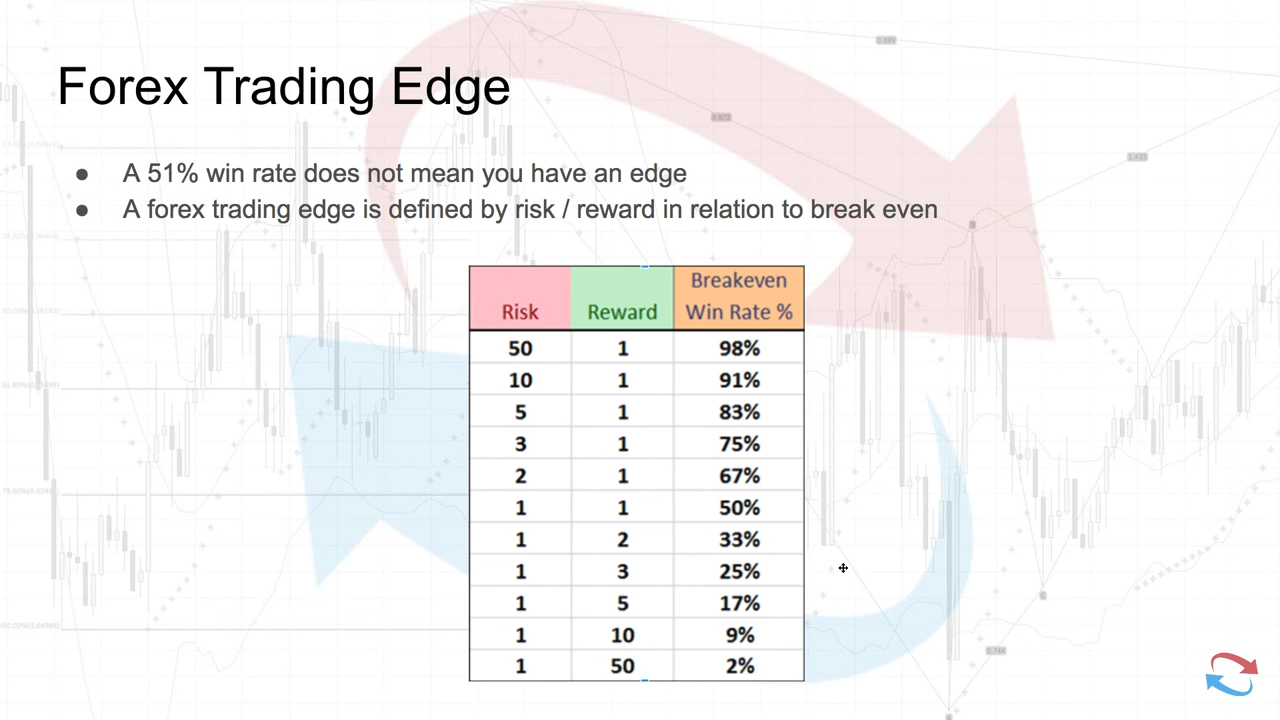 Forex Trading Edge
● A 51% win rate does not mean you have an edge
● A forex trading edge is defined by risk / reward in relation to break even
Risk Reward Breakeven Win Rate %
50 1 98%
10 1 91%
5 1 83%
3 1 75%
2 1 67%
1 1 50%
1 2 33%
1 3 25%
1 5 17%
1 10 9%
1 50 2%
0.672
B
C
A